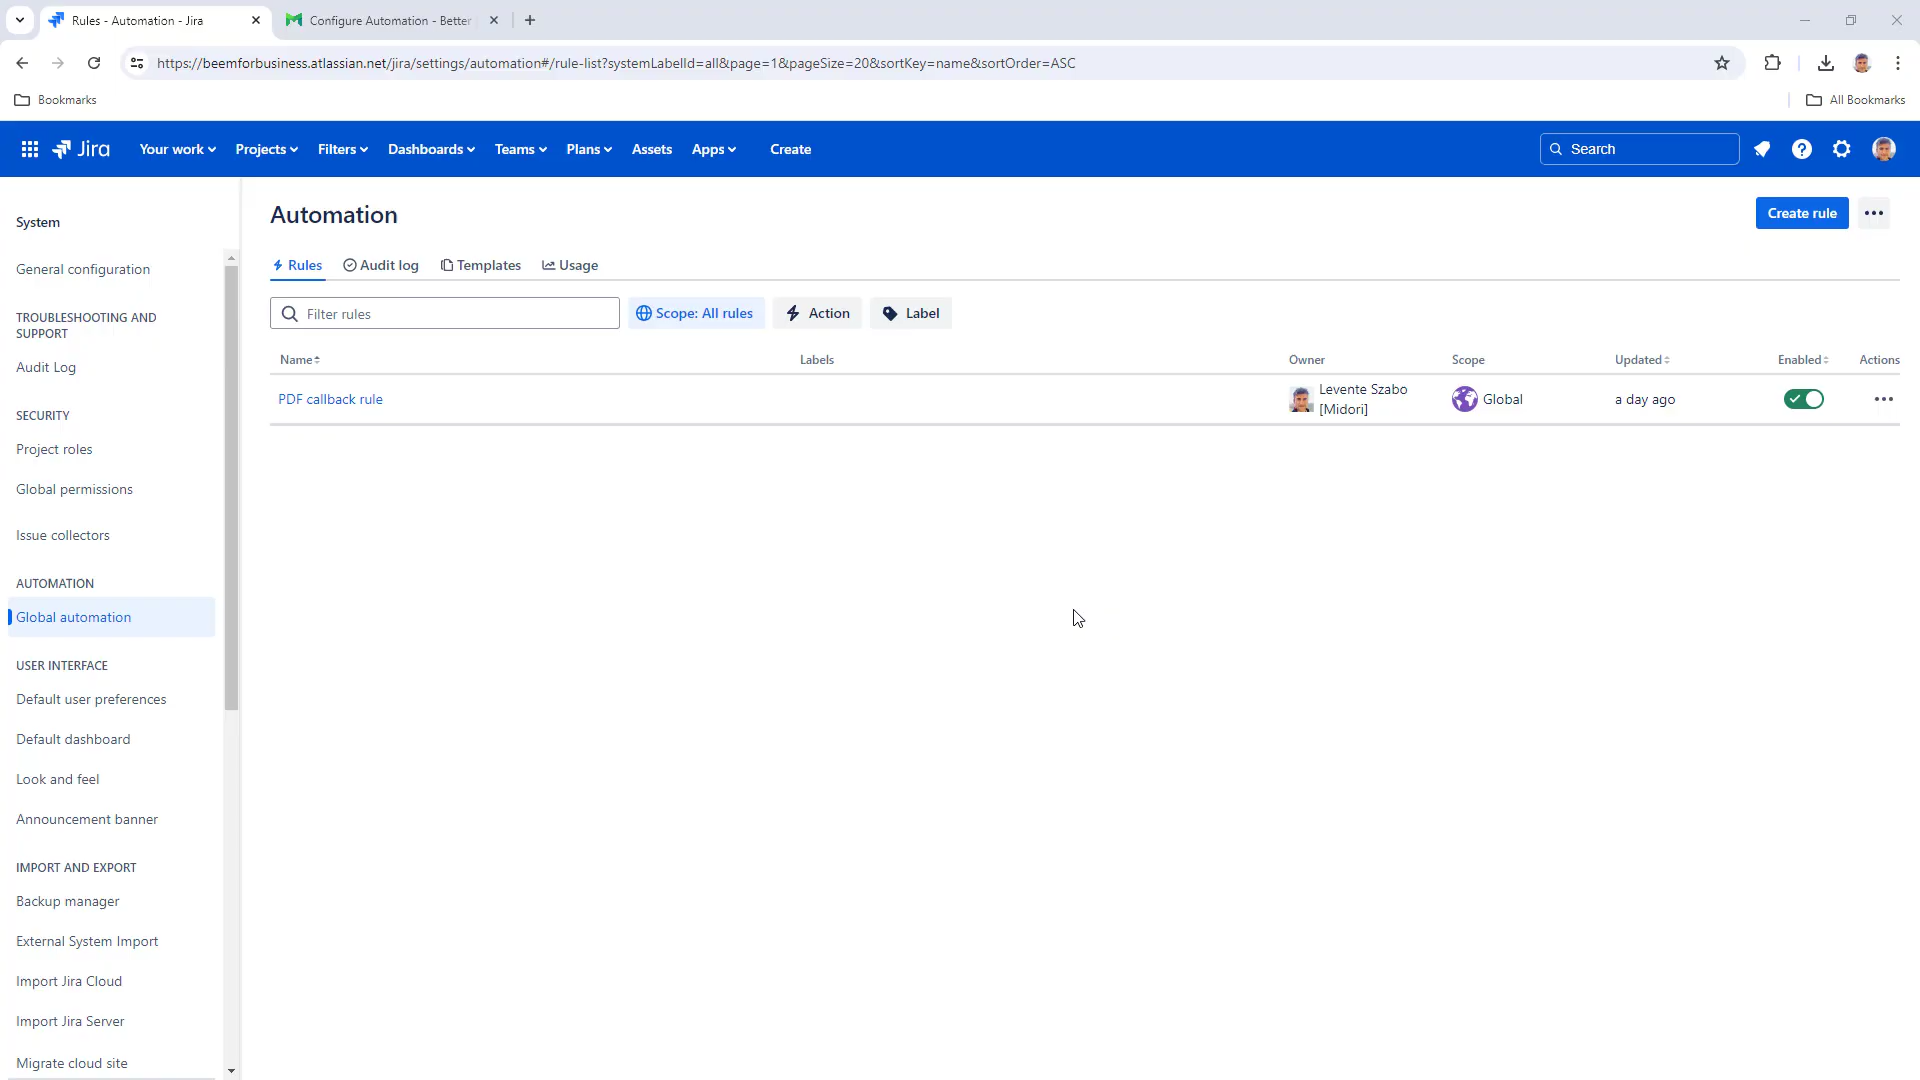 Rules - Automation - Jira
Configure Automation - Better
https://beemforbusiness.atlassian.net/jira/settings/automation#/rule-list?systemLabelId=all&page=1&pageSize=20&sortKey=name&sortOrder=ASC
Bookmarks
All Bookmarks
Jira
Your work
Projects
Filters
Dashboards
Teams
Plans
Assets
Apps
Create
Search
System
General configuration
TROUBLESHOOTING AND
SUPPORT
Audit Log
SECURITY
Project roles
Global permissions
Issue collectors
AUTOMATION
Global automation
USER INTERFACE
Default user preferences
Default dashboard
Look and feel
Announcement banner
IMPORT AND EXPORT
Backup manager
External System Import
Import Jira Cloud
Import Jira Server
Migrate cloud site
Automation
Create rule
Rules
Audit log
Templates
Usage
Filter rules
Scope: All rules
Action
Label
Name
Labels
Owner
Scope
Updated
Enabled
Actions
PDF callback rule
Levente Szabo
[Midori]
Global
a day ago